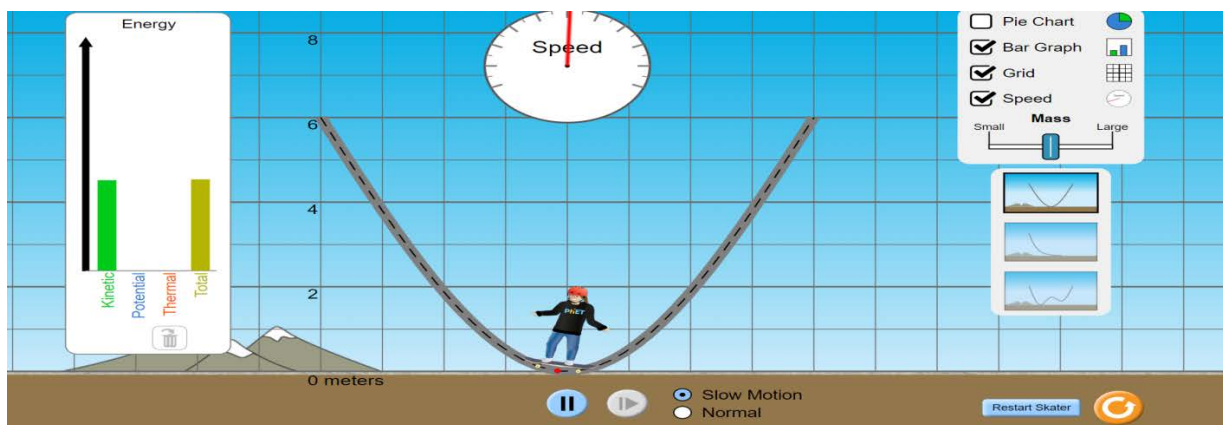 Energy
Kinetic
Potential
Thermal
Total
8
6
4
2
0 meters
Speed
PhET
Slow Motion
Normal
Pie Chart
Bar Graph
Grid
Speed
Mass
Small Large
Restart Skater